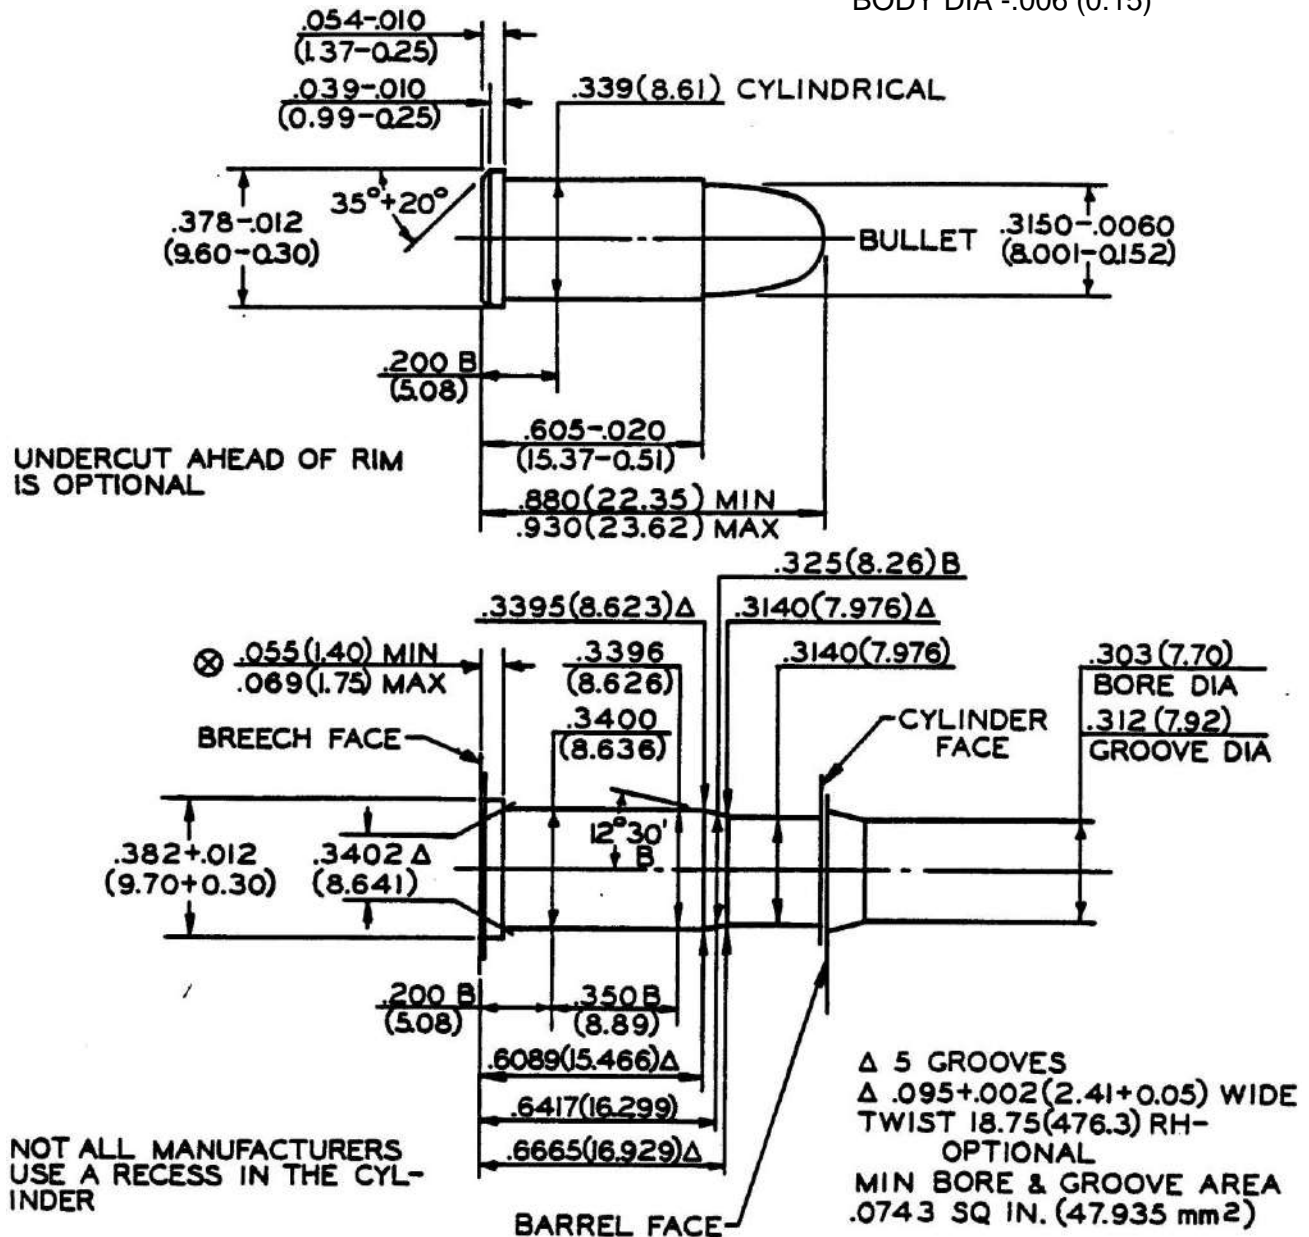 BODY DIA -.006 (0.15)
.054-.010
(1.37-0.25)
.039-.010
(0.99-0.25)
.339(8.61) CYLINDRICAL
35°+20°
.378-.012
(9.60-0.30)
BULLET
.3150-.0060
(8.001-0.152)
.200 B
(5.08)
.605-.020
(15.37-0.51)
UNDERCUT AHEAD OF RIM
IS OPTIONAL
.880(22.35) MIN
.930(23.62) MAX
.325(8.26) B
.3395(8.623)Δ
.3140(7.976)Δ
⊗ .055(1.40) MIN
.069(1.75) MAX
.3396
(8.626)
.3140(7.976)
.303(7.70)
BORE DIA
.312(7.92)
GROOVE DIA
BREECH FACE
.3400
(8.636)
CYLINDER
FACE
12°30'
B
.382+.012
(9.70+0.30)
.3402 Δ
(8.641)
.200 B
(5.08)
.350 B
(8.89)
.6089(15.466)Δ
.6417(16.299)
.6665(16.929)Δ
Δ 5 GROOVES
Δ .095+.002(2.41+0.05) WIDE
TWIST 18.75(476.3) RH-
OPTIONAL
MIN BORE & GROOVE AREA
.0743 SQ IN. (47.935 mm2)
NOT ALL MANUFACTURERS
USE A RECESS IN THE CYL-
INDER
BARREL FACE